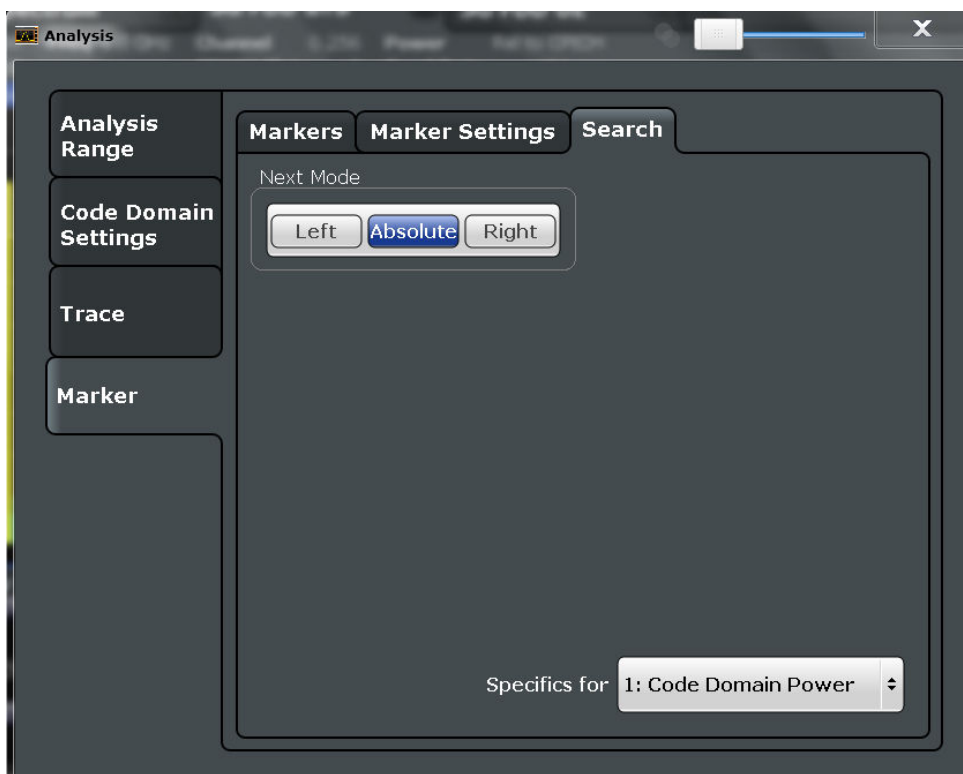 Analysis
X
Analysis
Range
Code Domain
Settings
Trace
Marker
Markers Marker Settings Search
Next Mode
Left Absolute Right
Specifics for 1: Code Domain Power